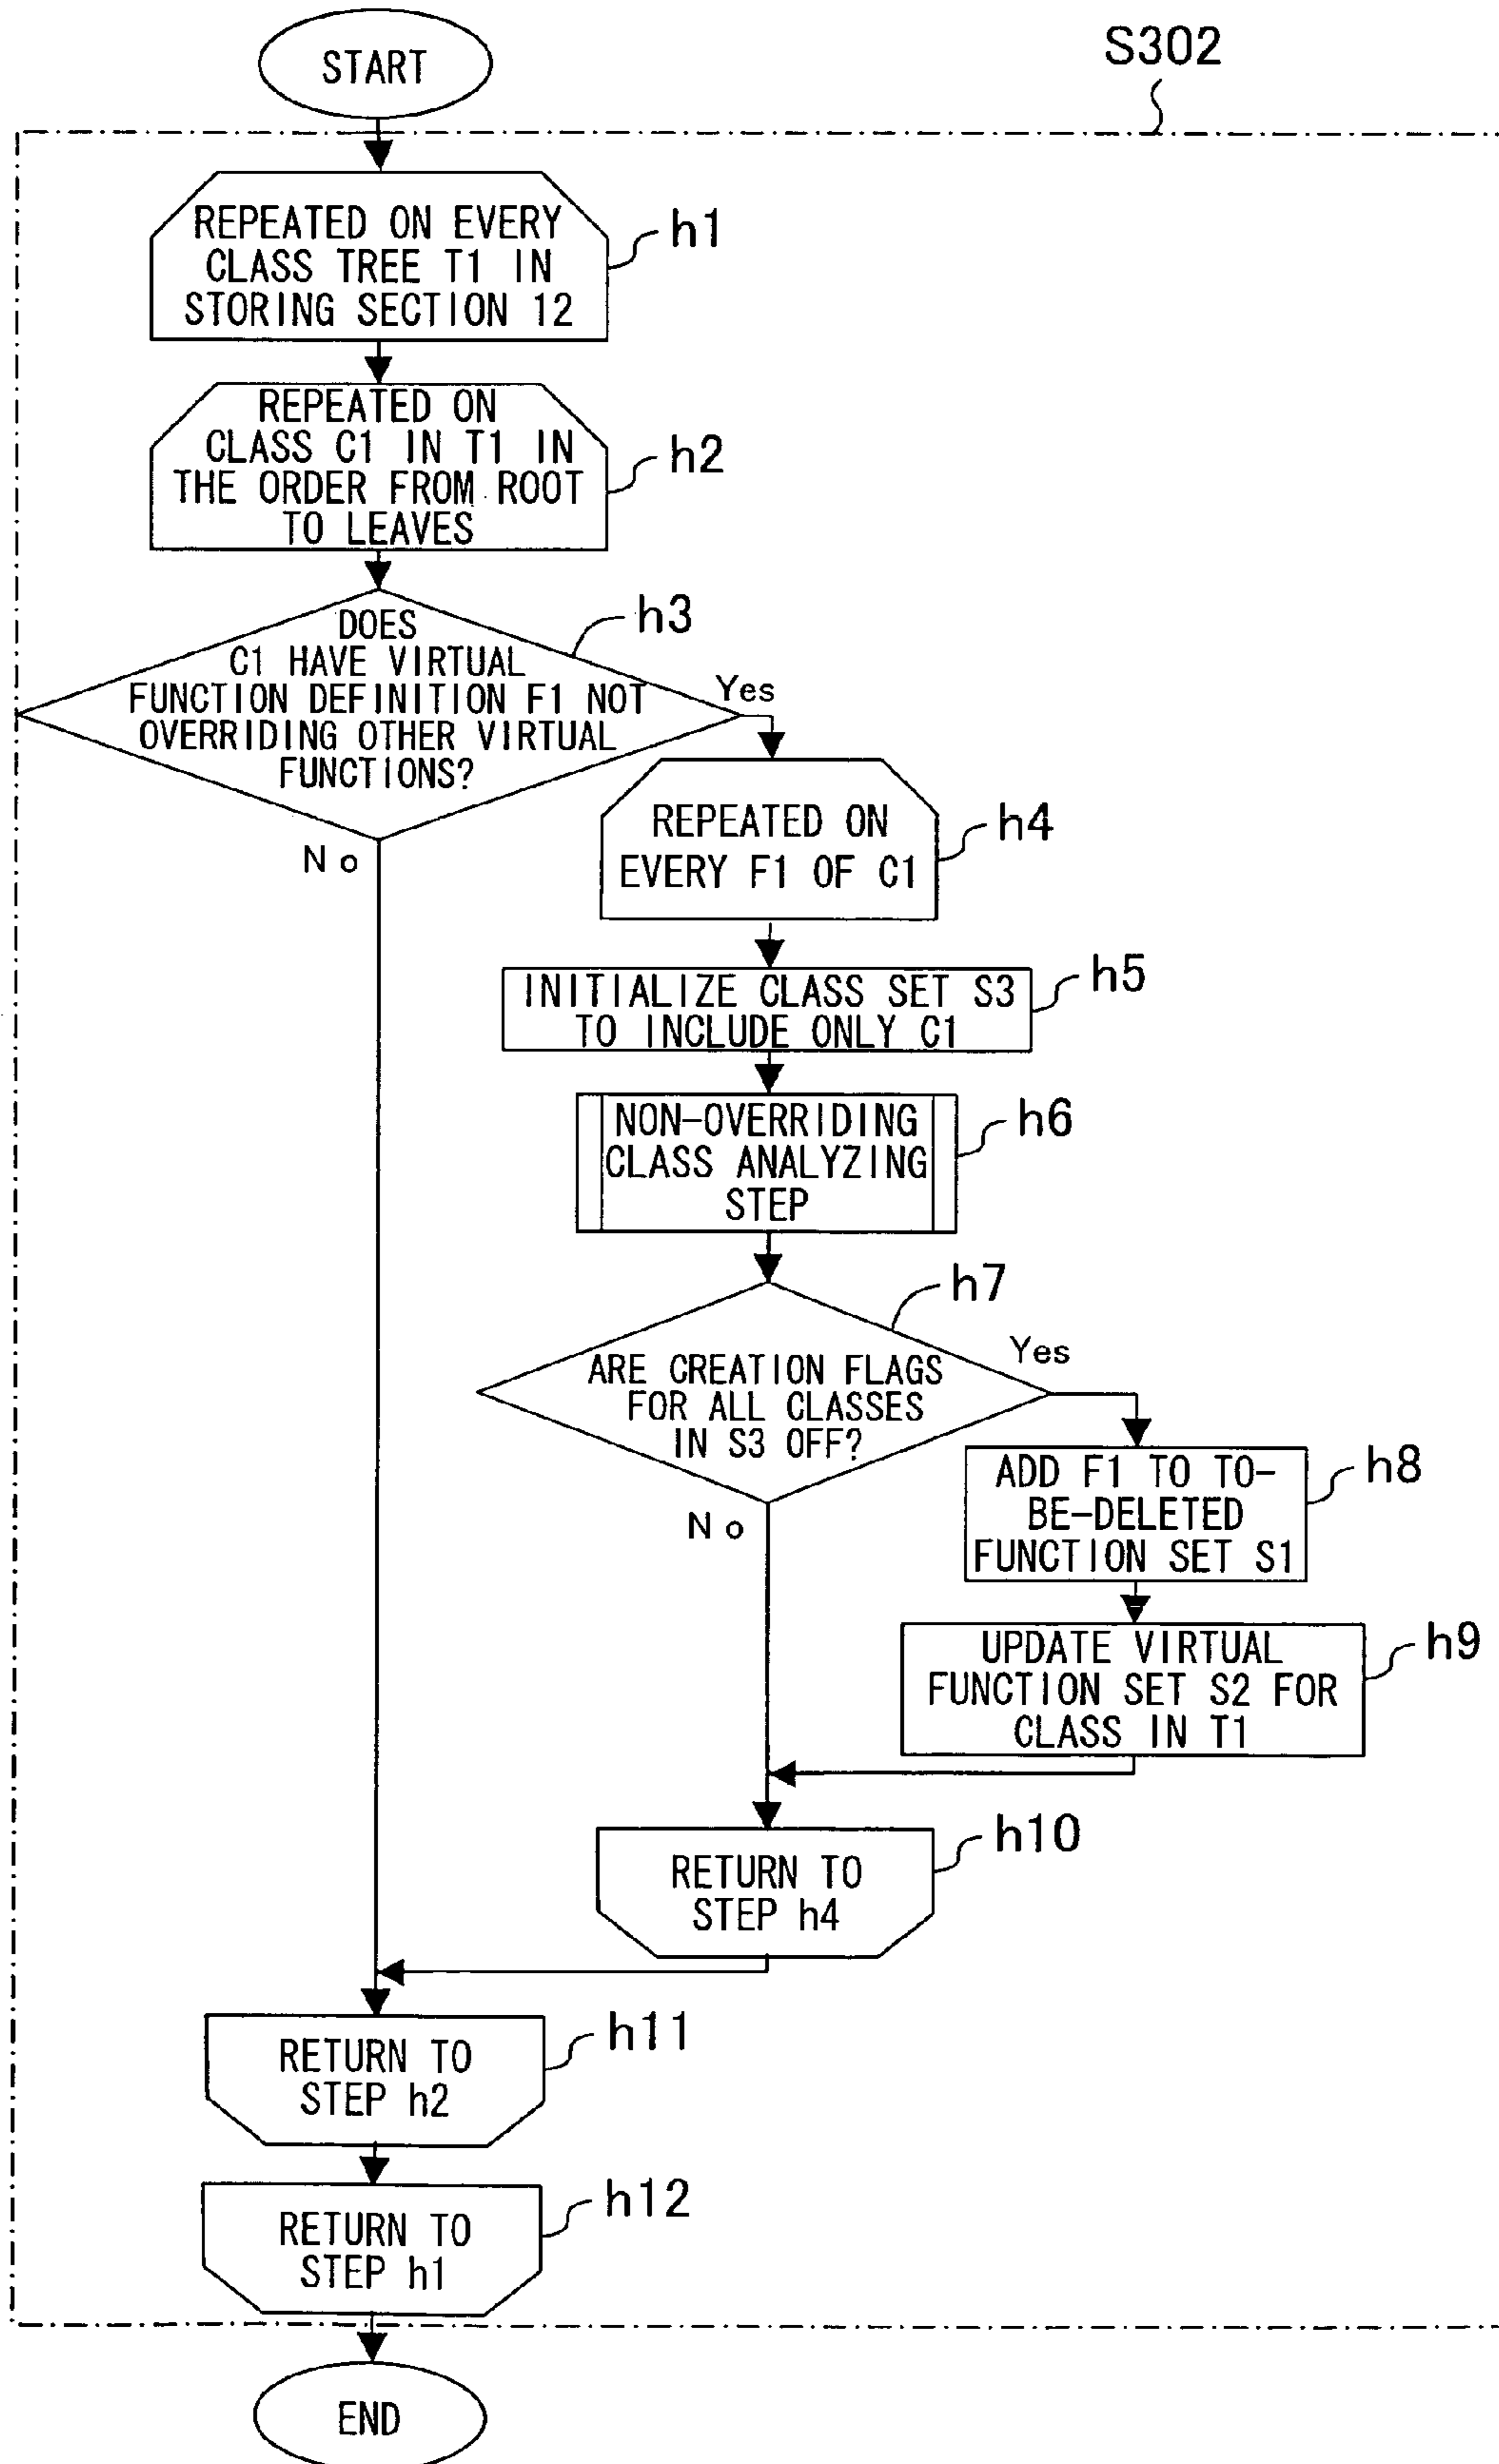 START
S302
REPEATED ON EVERY
CLASS TREE T1 IN
STORING SECTION 12
h1
REPEATED ON
CLASS C1 IN T1 IN
THE ORDER FROM ROOT
TO LEAVES
h2
DOES
C1 HAVE VIRTUAL
FUNCTION DEFINITION F1 NOT
OVERRIDING OTHER VIRTUAL
FUNCTIONS?
h3
Yes
No
REPEATED ON
EVERY F1 OF C1
h4
INITIALIZE CLASS SET S3
TO INCLUDE ONLY C1
h5
NON-OVERRIDING
CLASS ANALYZING
STEP
h6
ARE CREATION FLAGS
FOR ALL CLASSES
IN S3 OFF?
h7
Yes
No
ADD F1 TO TO-
BE-DELETED
FUNCTION SET S1
h8
UPDATE VIRTUAL
FUNCTION SET S2 FOR
CLASS IN T1
h9
RETURN TO
STEP h4
h10
RETURN TO
STEP h2
h11
RETURN TO
STEP h1
h12
END